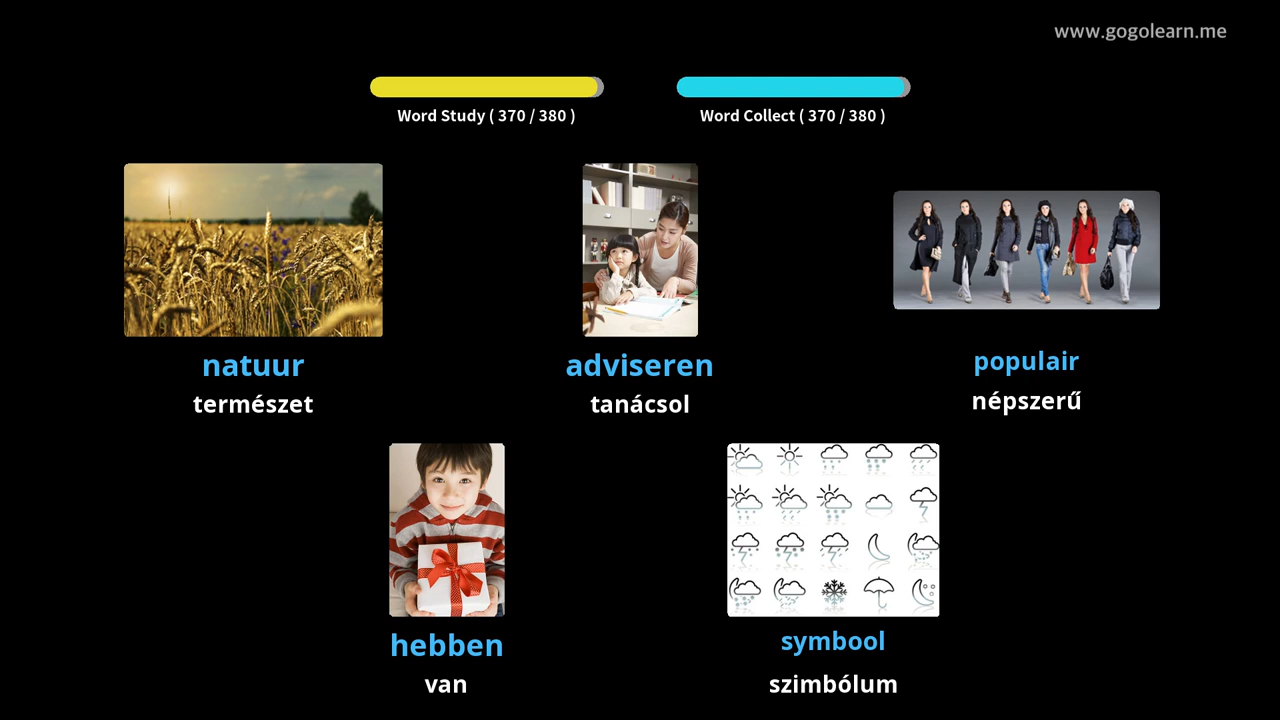 www.gogolearn.me
Word Study ( 370 / 380 )
Word Collect ( 370 / 380 )
natuur
természet
adviseren
tanácsol
populair
népszerű
hebben
van
symbool
szimbólum